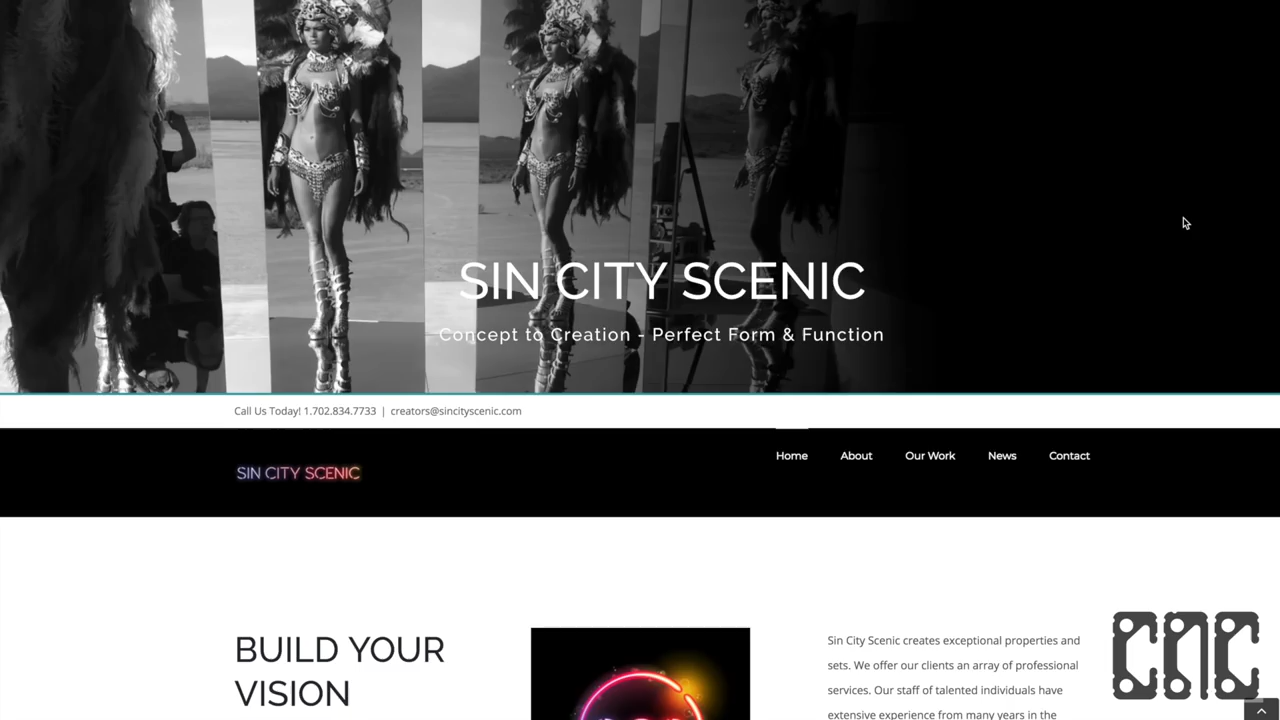 SIN CITY SCENIC
Concept to Creation - Perfect Form & Function
Call Us Today! 1.702.834.7733 | creators@sincityscenic.com
SIN CITY SCENIC
Home About Our Work News Contact
BUILD YOUR
VISION
Sin City Scenic creates exceptional properties and
sets. We offer our clients an array of professional
services. Our staff of talented individuals have
extensive experience from many years in the
CNC